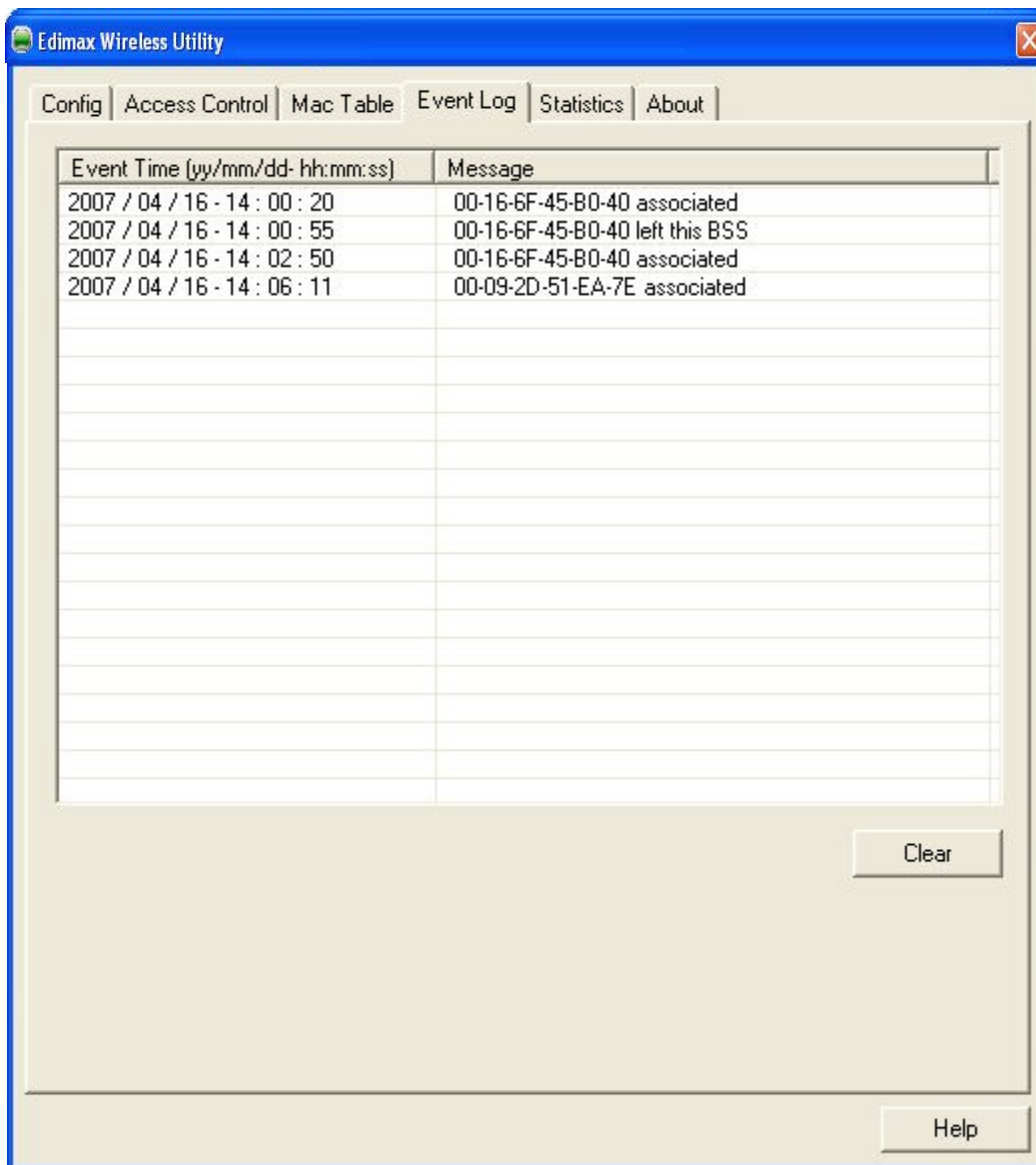 Edimax Wireless Utility
Config Access Control Mac Table Event Log Statistics About
Event Time (yy/mm/dd- hh:mm:ss) Message
2007 / 04 / 16 - 14 : 00 : 20 00-16-6F-45-B0-40 associated
2007 / 04 / 16 - 14 : 00 : 55 00-16-6F-45-B0-40 left this BSS
2007 / 04 / 16 - 14 : 02 : 50 00-16-6F-45-B0-40 associated
2007 / 04 / 16 - 14 : 06 : 11 00-09-2D-51-EA-7E associated
Clear
Help